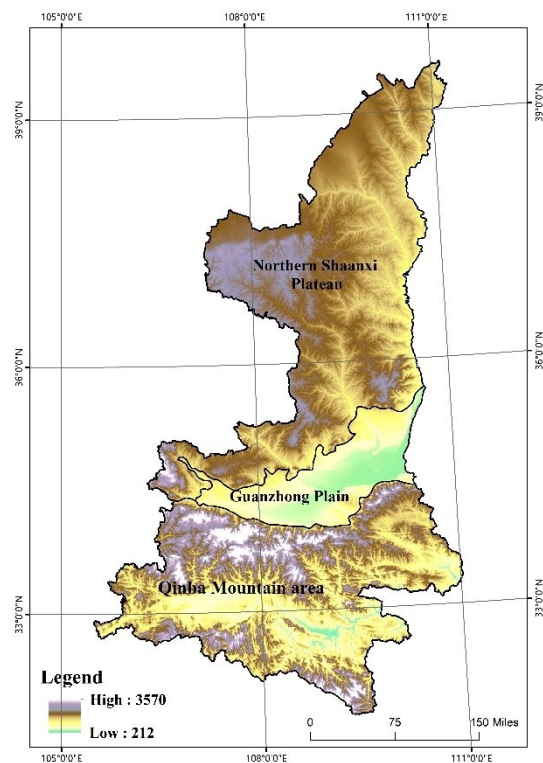 105°0'0"E 108°0'0"E 111°0'0"E
39°0'0"N
39°0'0"N
Northern Shaanxi
Plateau
36°0'0"N
36°0'0"N
Guanzhong Plain
Qinba Mountain area
33°0'0"N
33°0'0"N
Legend
High : 3570
Low : 212
0 75 150 Miles
105°0'0"E 108°0'0"E 111°0'0"E